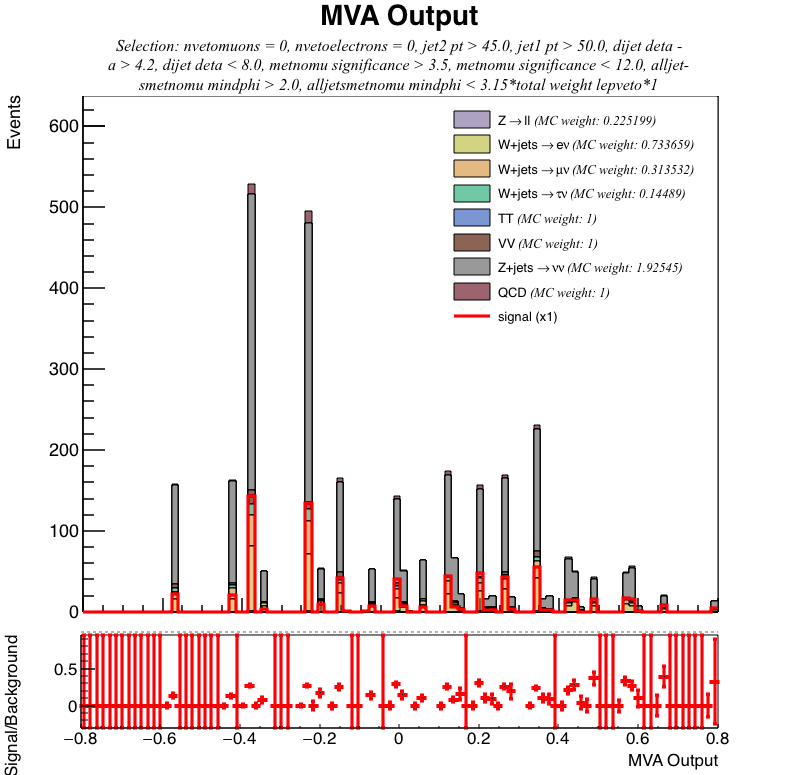 MVA Output
Selection: nvetomuons = 0, nvetoelectrons = 0, jet2 pt > 45.0, jet1 pt > 50.0, dijet deta -
a > 4.2, dijet deta < 8.0, metnomu significance > 3.5, metnomu significance < 12.0, alljet-
smetnomu mindphi > 2.0, alljetsmetnomu mindphi < 3.15*total weight lepveto*1
Events
600
500
400
300
200
100
0
Z→ll (MC weight: 0.225199)
W+jets→eν (MC weight: 0.733659)
W+jets→μν (MC weight: 0.313532)
W+jets→τν (MC weight: 0.14489)
TT (MC weight: 1)
VV (MC weight: 1)
Z+jets→νν (MC weight: 1.92545)
QCD (MC weight: 1)
signal (x1)
Signal/Background
0.5
0
−0.8 −0.6 −0.4 −0.2 0 0.2 0.4 0.6 0.8
MVA Output